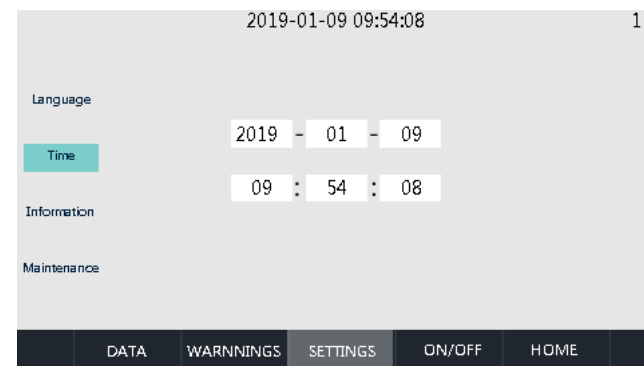 2019-01-09 09:54:08 1
Language
Time
Information
Maintenance
2019 - 01 - 09
09 : 54 : 08
DATA WARNNINGS SETTINGS ON/OFF HOME